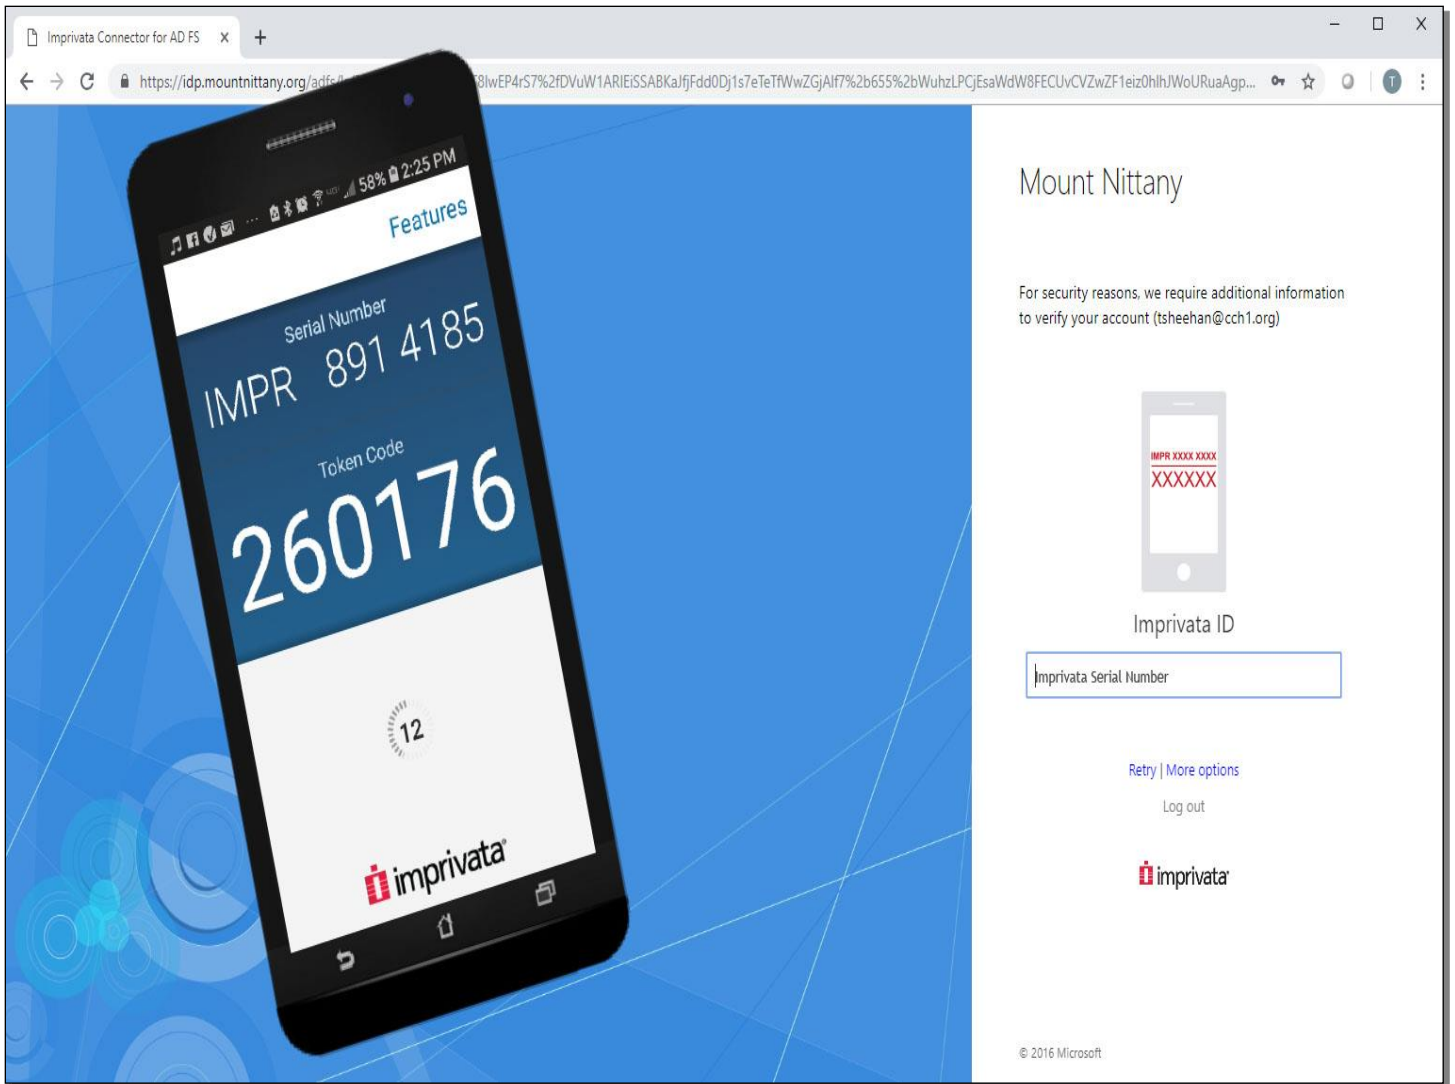 Imprivata Connector for AD FS
https://idp.mountnittany.org/adfs/
58% 2:25 PM
Features
Serial Number
IMPR 891 4185
Token Code
260176
12
imprivata
Mount Nittany
For security reasons, we require additional information
to verify your account (tsheehan@cch1.org)
IMPR XXXX XXXX
XXXXXX
Imprivata ID
Imprivata Serial Number
Retry | More options
Log out
imprivata
© 2016 Microsoft